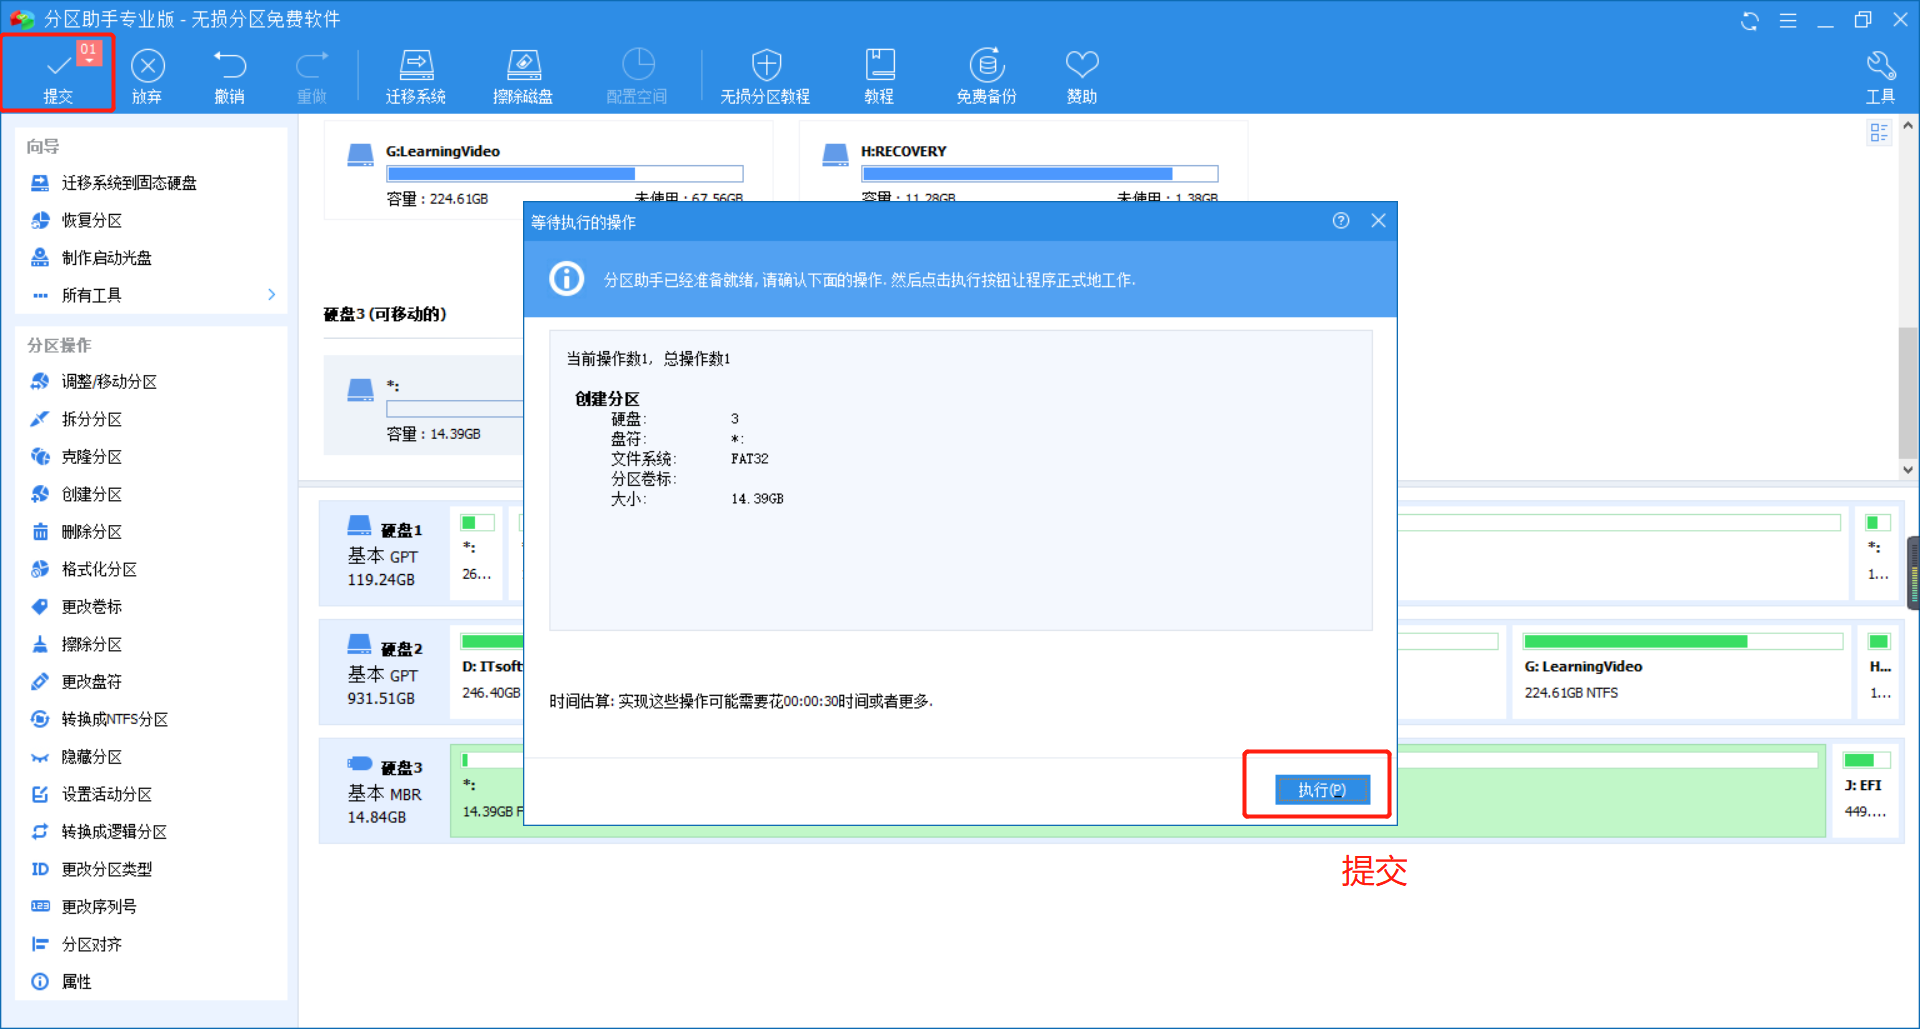 分区助手专业版 - 无损分区免费软件
01
提交
放弃
撤销
重做
迁移系统
擦除磁盘
配置空间
无损分区教程
教程
免费备份
赞助
工具
向导
迁移系统到固态硬盘
恢复分区
制作启动光盘
所有工具
分区操作
调整/移动分区
拆分分区
克隆分区
创建分区
删除分区
格式化分区
更改卷标
擦除分区
更改盘符
转换成NTFS分区
隐藏分区
设置活动分区
转换成逻辑分区
ID 更改分区类型
123 更改序列号
分区对齐
属性
G:LearningVideo
容量 : 224.61GB 未使用 : 67.56GB
H:RECOVERY
容量 : 11.28GB 未使用 : 1.38GB
硬盘3 (可移动的)
*:
容量 : 14.39GB
等待执行的操作
分区助手已经准备就绪, 请确认下面的操作. 然后点击执行按钮让程序正式地工作.
当前操作数1, 总操作数1
创建分区
硬盘: 3
盘符: *:
文件系统: FAT32
分区卷标:
大小: 14.39GB
时间估算: 实现这些操作可能需要花00:00:30时间或者更多.
执行(P)
提交
硬盘1
基本 GPT
119.24GB
*:
26...
*:
1...
硬盘2
基本 GPT
931.51GB
D: ITsoft
246.40GB
G: LearningVideo
224.61GB NTFS
H...
1...
硬盘3
基本 MBR
14.84GB
*:
14.39GB F
J: EFI
449....